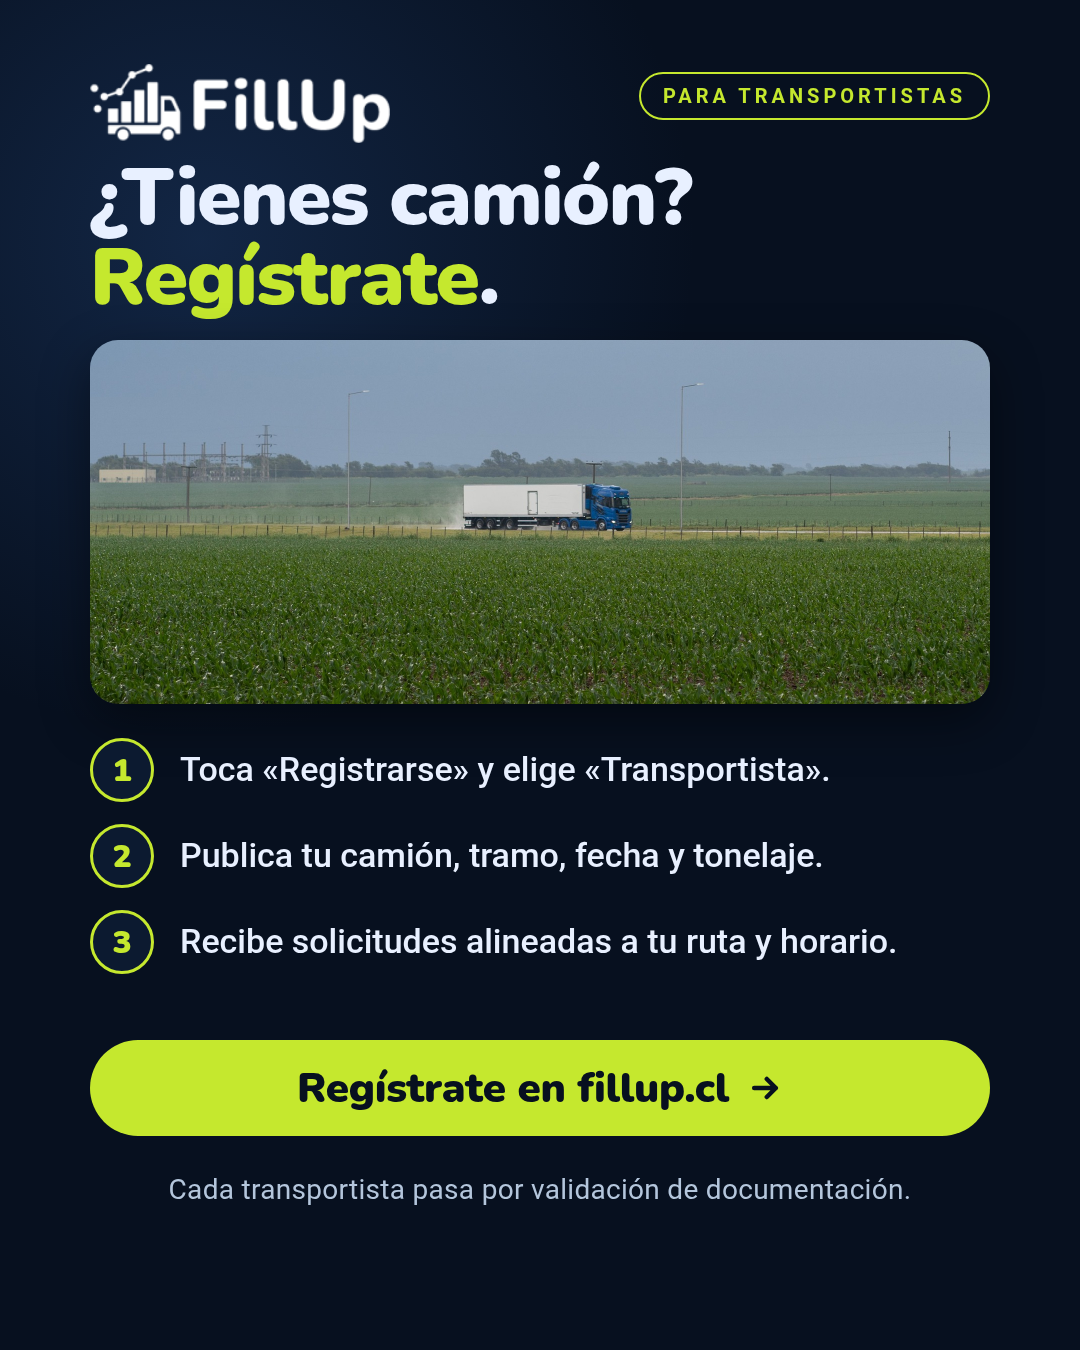 FillUp
PARA TRANSPORTISTAS
¿Tienes camión?
Regístrate.
1 Toca «Registrarse» y elige «Transportista».
2 Publica tu camión, tramo, fecha y tonelaje.
3 Recibe solicitudes alineadas a tu ruta y horario.
Regístrate en fillup.cl →
Cada transportista pasa por validación de documentación.